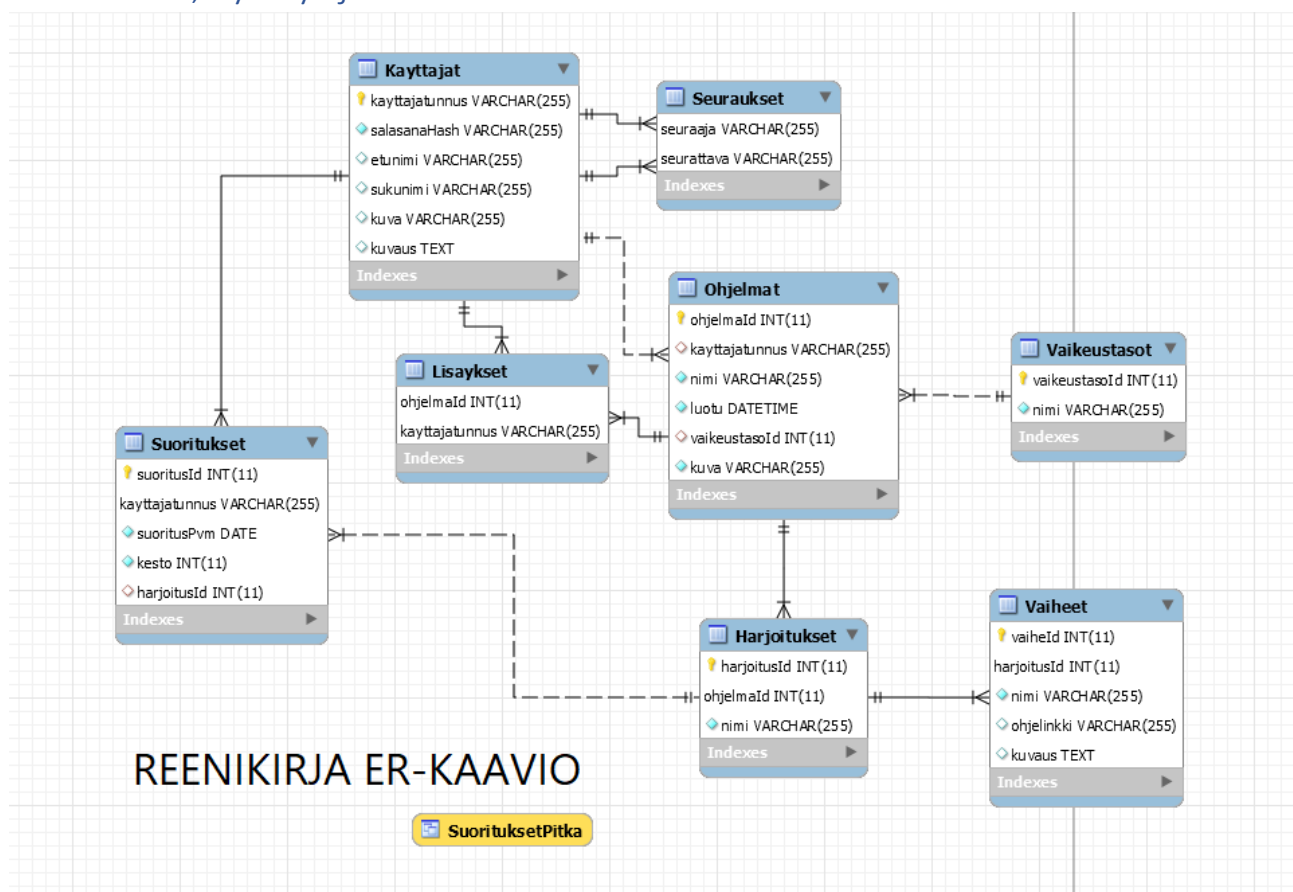 Kayttajat
kayttajatunnus VARCHAR(255)
salasanaHash VARCHAR(255)
etunimi VARCHAR(255)
sukunimi VARCHAR(255)
kuva VARCHAR(255)
kuvaus TEXT
Indexes
Seuraukset
seuraaja VARCHAR(255)
seurattava VARCHAR(255)
Indexes
Ohjelmat
ohjelmaId INT(11)
kayttajatunnus VARCHAR(255)
nimi VARCHAR(255)
luotu DATETIME
vaikeustasoId INT(11)
kuva VARCHAR(255)
Indexes
Vaikeustasot
vaikeustasoId INT(11)
nimi VARCHAR(255)
Indexes
Lisaykset
ohjelmaId INT(11)
kayttajatunnus VARCHAR(255)
Indexes
Suoritukset
suoritusId INT(11)
kayttajatunnus VARCHAR(255)
suoritusPvm DATE
kesto INT(11)
harjoitusId INT(11)
Indexes
Harjoitukset
harjoitusId INT(11)
ohjelmaId INT(11)
nimi VARCHAR(255)
Indexes
Vaiheet
vaiheId INT(11)
harjoitusId INT(11)
nimi VARCHAR(255)
ohjelinkki VARCHAR(255)
kuvaus TEXT
Indexes
REENIKIRJA ER-KAAVIO
SuorituksetPitka